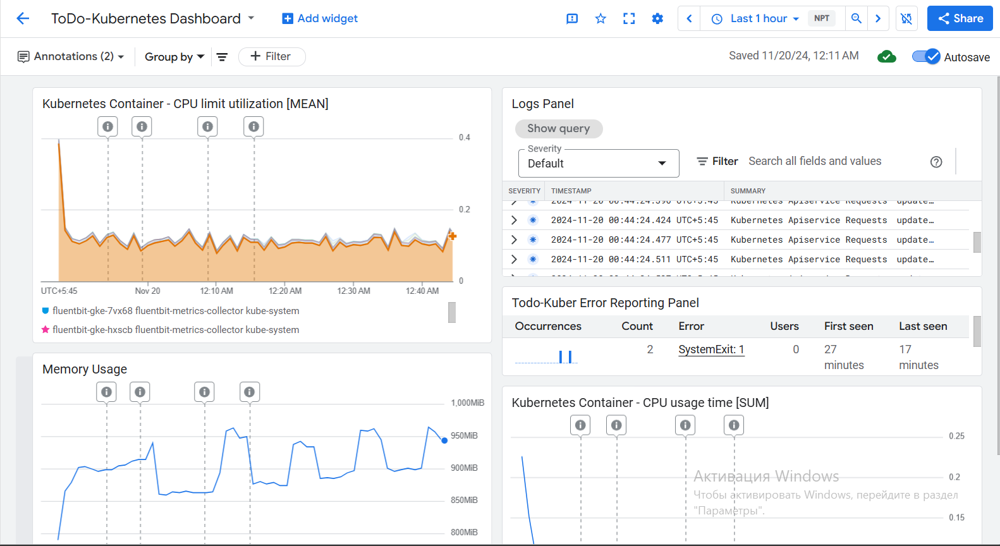 ToDo-Kubernetes Dashboard
Add widget
Last 1 hour
NPT
Share
Annotations (2)
Group by
Filter
Saved 11/20/24, 12:11 AM
Autosave
Kubernetes Container - CPU limit utilization [MEAN]
0.4
0.2
0
UTC+5:45 Nov 20 12:10 AM 12:20 AM 12:30 AM 12:40 AM
fluentbit-gke-7vx68 fluentbit-metrics-collector kube-system
fluentbit-gke-hxscb fluentbit-metrics-collector kube-system
Memory Usage
1,000MiB
950MiB
900MiB
850MiB
800MiB
Logs Panel
Show query
Severity
Default
Filter Search all fields and values
SEVERITY TIMESTAMP SUMMARY
Kubernetes Apiservice Requests update…
2024-11-20 00:44:24.424 UTC+5:45 Kubernetes Apiservice Requests update…
2024-11-20 00:44:24.477 UTC+5:45 Kubernetes Apiservice Requests update…
2024-11-20 00:44:24.511 UTC+5:45 Kubernetes Apiservice Requests update…
Todo-Kuber Error Reporting Panel
Occurrences Count Error Users First seen Last seen
2 SystemExit: 1 0 27 minutes 17 minutes
Kubernetes Container - CPU usage time [SUM]
0.25
0.2
0.15
Активация Windows
Чтобы активировать Windows, перейдите в раздел
"Параметры".